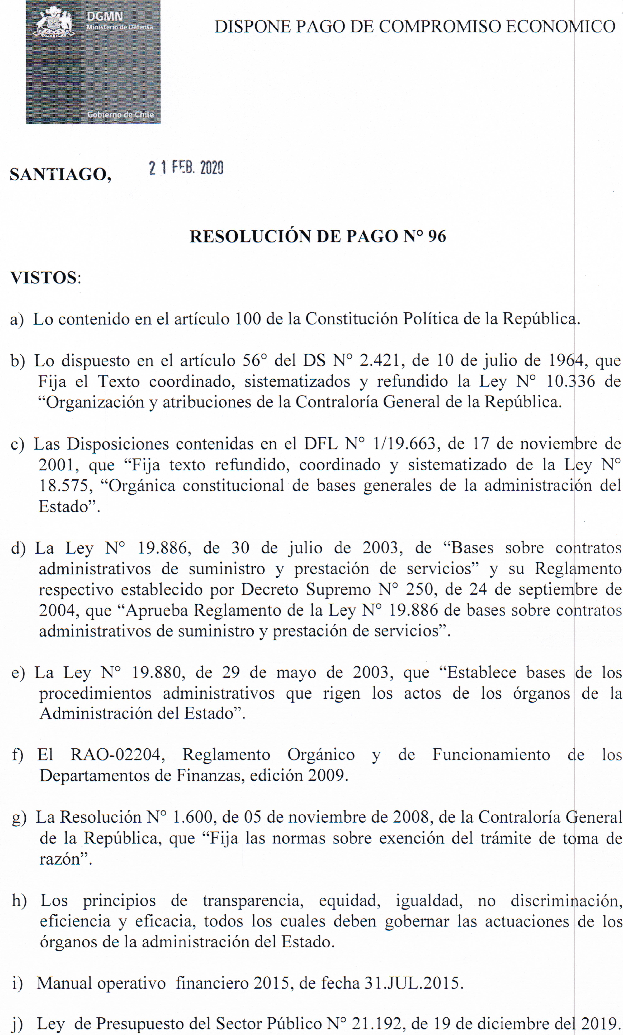 DGMN
Ministerio de Defensa
Gobierno de Chile
DISPONE PAGO DE COMPROMISO ECONOMICO
SANTIAGO, 21 FEB. 2020
RESOLUCIÓN DE PAGO N° 96
VISTOS:
a) Lo contenido en el artículo 100 de la Constitución Política de la República.
b) Lo dispuesto en el artículo 56° del DS N° 2.421, de 10 de julio de 1964, que
Fija el Texto coordinado, sistematizados y refundido la Ley N° 10.336 de
“Organización y atribuciones de la Contraloría General de la República.
c) Las Disposiciones contenidas en el DFL N° 1/19.663, de 17 de noviembre de
2001, que “Fija texto refundido, coordinado y sistematizado de la Ley N°
18.575, “Orgánica constitucional de bases generales de la administración del
Estado”.
d) La Ley N° 19.886, de 30 de julio de 2003, de “Bases sobre contratos
administrativos de suministro y prestación de servicios” y su Reglamento
respectivo establecido por Decreto Supremo N° 250, de 24 de septiembre de
2004, que “Aprueba Reglamento de la Ley N° 19.886 de bases sobre contratos
administrativos de suministro y prestación de servicios”.
e) La Ley N° 19.880, de 29 de mayo de 2003, que “Establece bases de los
procedimientos administrativos que rigen los actos de los órganos de la
Administración del Estado”.
f) El RAO-02204, Reglamento Orgánico y de Funcionamiento de los
Departamentos de Finanzas, edición 2009.
g) La Resolución N° 1.600, de 05 de noviembre de 2008, de la Contraloría General
de la República, que “Fija las normas sobre exención del trámite de toma de
razón”.
h) Los principios de transparencia, equidad, igualdad, no discriminación,
eficiencia y eficacia, todos los cuales deben gobernar las actuaciones de los
órganos de la administración del Estado.
i) Manual operativo financiero 2015, de fecha 31.JUL.2015.
j) Ley de Presupuesto del Sector Público N° 21.192, de 19 de diciembre del 2019.